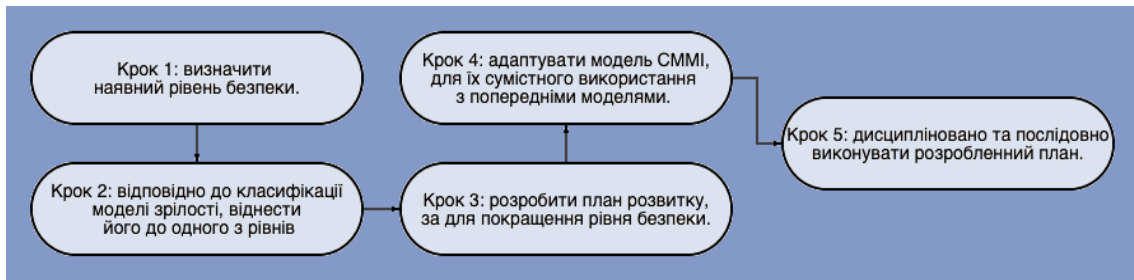 Крок 1: визначити
наявний рівень безпеки.
Крок 2: відповідно до класифікації
моделі зрілості, віднести
його до одного з рівнів
Крок 3: розробити план розвитку,
за для покращення рівня безпеки.
Крок 4: адаптувати модель CMMI,
для їх сумістного використання
з попередніми моделями.
Крок 5: дисципліновано та послідовно
виконувати розробленний план.